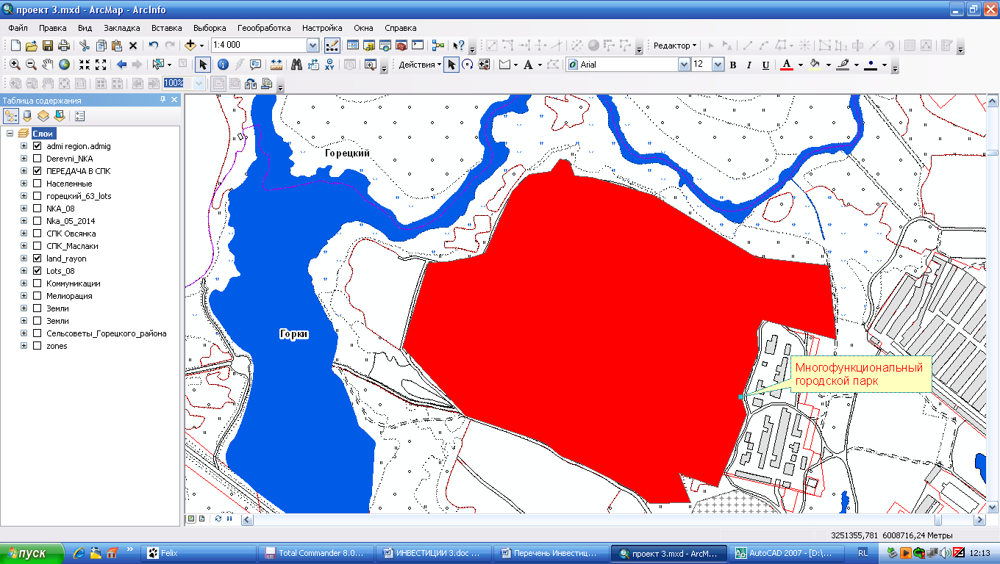 проект 3.mxd - ArcMap - ArcInfo
Файл Правка Вид Закладка Вставка Выборка Геообработка Настройка Окна Справка
1:4 000
Редактор
Действия
Arial
12
B I U A
100%
Таблица содержания
Слои
admi region.admig
Derevni_NKA
ПЕРЕДАЧА В СПК
Населенные
горецкий_63_lots
NKA_08
Nka_05_2014
СПК Овсянка
СПК_Маслаки
land_rayon
Lots_08
Коммуникации
Мелиорация
Земли
Земли
Сельсоветы_Горецкого_района
zones
Горецкий
Горки
Многофункциональный
городской парк
3251355,781 6008716,24 Метры
пуск
Felix
Total Commander 8.0...
ИНВЕСТИЦИИ 3.doc ...
Перечень Инвестиц...
проект 3.mxd - ArcM...
AutoCAD 2007 - [D:\...
RL
12:13